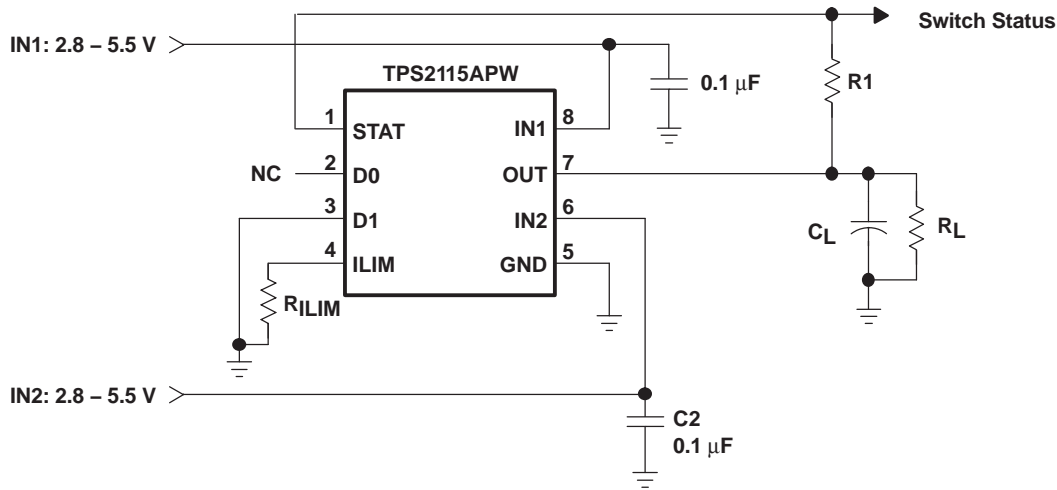 Switch Status
IN1: 2.8 – 5.5 V
TPS2115APW
0.1 μF
R1
1
STAT
IN1
8
NC
2
D0
OUT
7
3
D1
IN2
6
4
ILIM
GND
5
CL
RL
RILIM
IN2: 2.8 – 5.5 V
C2
0.1 μF